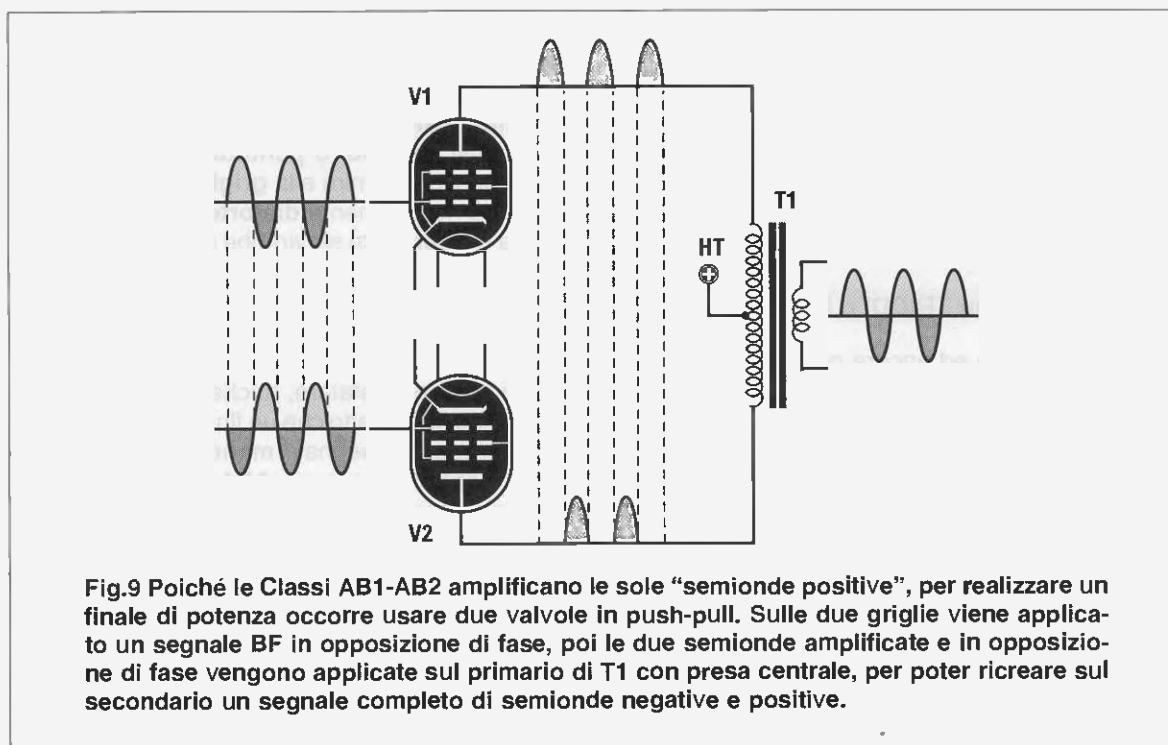 V1
T1
HT
V2
Fig.9 Poiché le Classi AB1-AB2 amplificano le sole “semionde positive”, per realizzare un
finale di potenza occorre usare due valvole in push-pull. Sulle due griglie viene applica-
to un segnale BF in opposizione di fase, poi le due semionde amplificate e in opposizio-
ne di fase vengono applicate sul primario di T1 con presa centrale, per poter ricreare sul
secondario un segnale completo di semionde negative e positive.